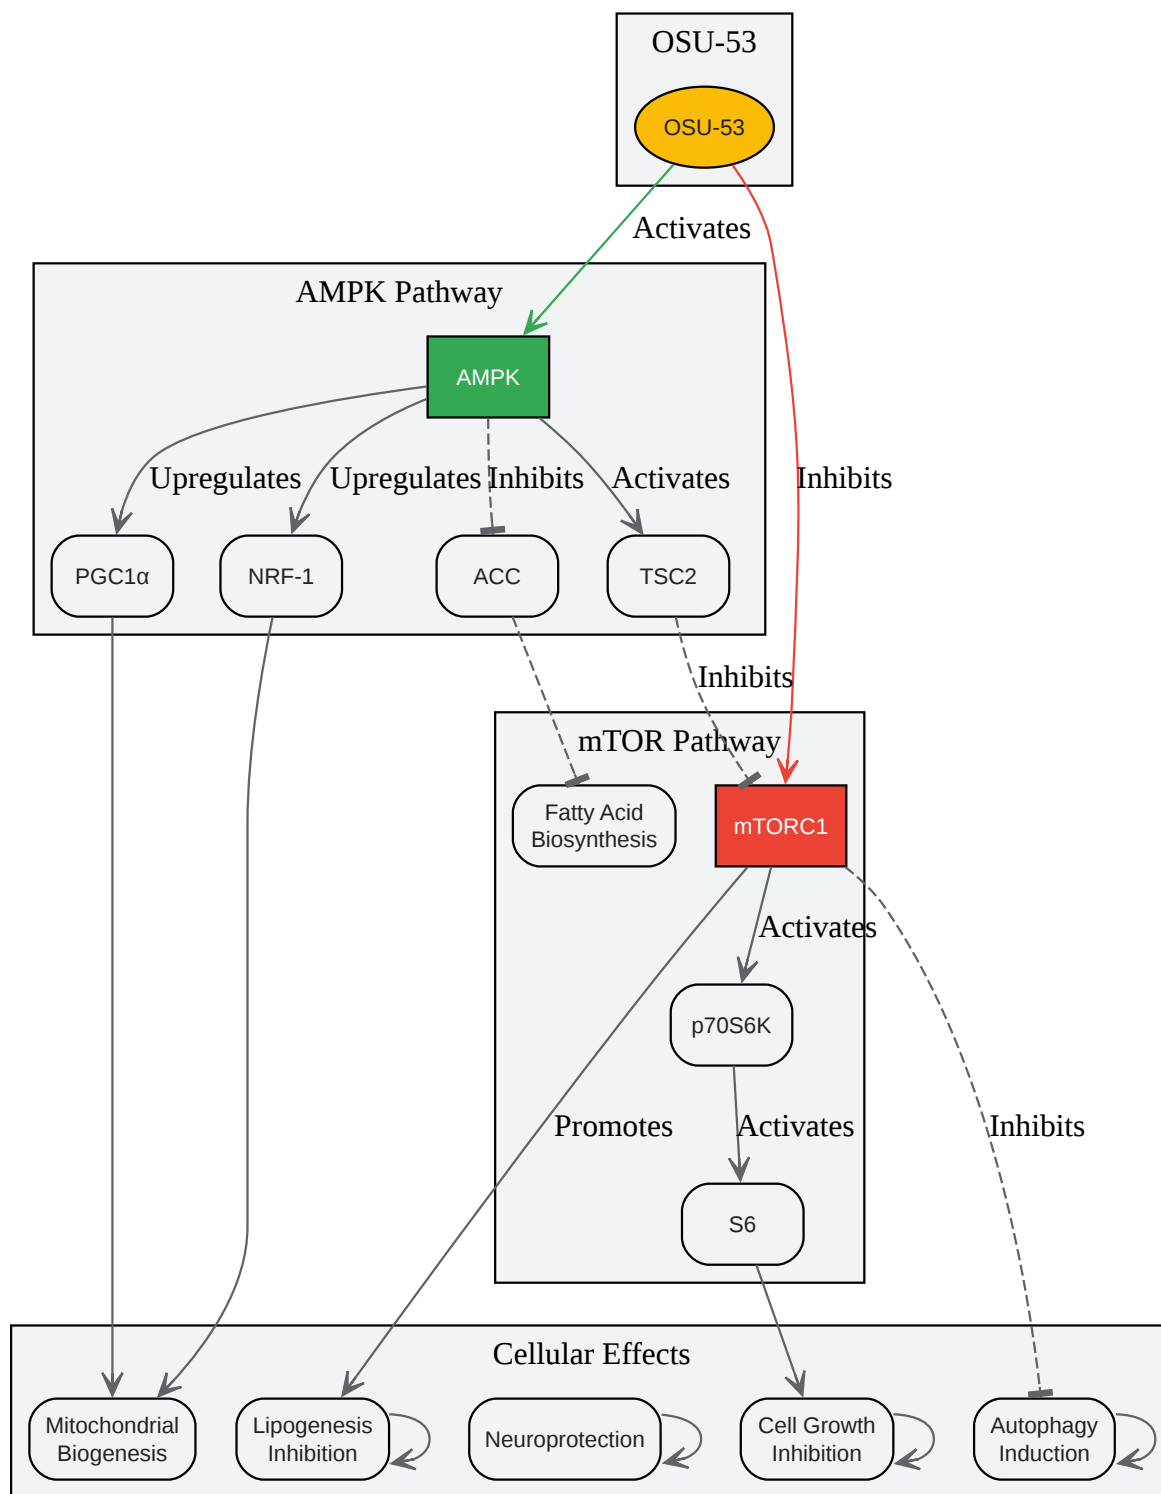 OSU-53
OSU-53
Activates
AMPK Pathway
AMPK
Upregulates
Upregulates
Inhibits
Activates
Inhibits
PGC1α
NRF-1
ACC
TSC2
Inhibits
mTOR Pathway
Fatty Acid
Biosynthesis
mTORC1
Activates
p70S6K
Promotes
Activates
Inhibits
S6
Cellular Effects
Mitochondrial
Biogenesis
Lipogenesis
Inhibition
Neuroprotection
Cell Growth
Inhibition
Autophagy
Induction